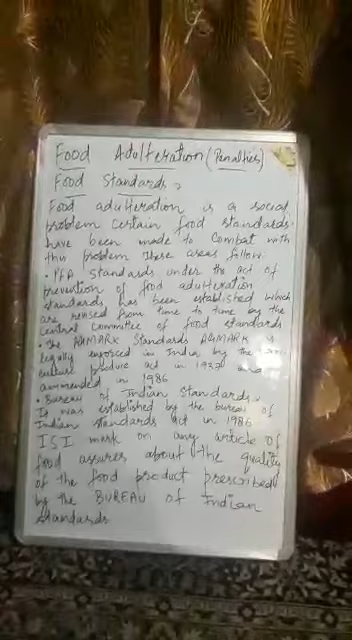 Food Adulteration (Penalties)
Food Standards
Food adulteration is a social
problem certain food standards
have been made to combat with
this problem These areas follow
• PFA standards under the act of
prevention of food adulteration
standards has been established which
are revised from time to time by the
central committee of food standards
• The AGMARK Standards AGMARK is
legally enforced in India by the
culture produce act in and
ammended in 1986
• Bureau of Indian Standards
It was established by the bureau of
Indian standards act in 1986
ISI mark on any article of
food assures about the quality
of the food product prescribed
by the BUREAU of Indian
standards